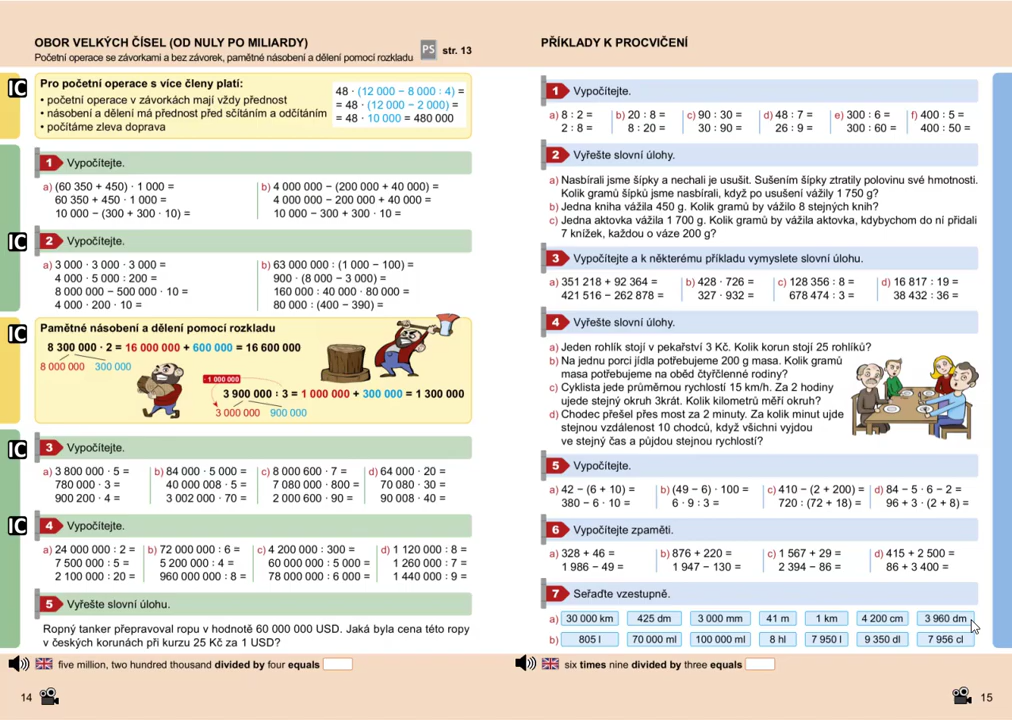 OBOR VELKÝCH ČÍSEL (OD NULY PO MILIARDY)
Početní operace se závorkami a bez závorek, pamětné násobení a dělení pomocí rozkladu
PS str. 13
Pro početní operace s více členy platí:
• početní operace v závorkách mají vždy přednost
• násobení a dělení má přednost před sčítáním a odčítáním
• počítáme zleva doprava
48 · (12 000 − 8 000 : 4) =
= 48 · (12 000 − 2 000) =
= 48 · 10 000 = 480 000
IC
1 Vypočítejte.
a) (60 350 + 450) · 1 000 =
60 350 + 450 · 1 000 =
10 000 − (300 + 300 · 10) =
b) 4 000 000 − (200 000 + 40 000) =
4 000 000 − 200 000 + 40 000 =
10 000 − 300 + 300 · 10 =
IC
2 Vypočítejte.
a) 3 000 · 3 000 · 3 000 =
4 000 · 5 000 : 200 =
8 000 000 − 500 000 · 10 =
4 000 · 200 · 10 =
b) 63 000 000 : (1 000 − 100) =
900 · (8 000 − 3 000) =
160 000 : 40 000 · 80 000 =
80 000 : (400 − 390) =
IC
Pamětné násobení a dělení pomocí rozkladu
8 300 000 · 2 = 16 000 000 + 600 000 = 16 600 000
8 000 000 300 000
- 1 000 000
3 900 000 : 3 = 1 000 000 + 300 000 = 1 300 000
3 000 000 900 000
IC
3 Vypočítejte.
a) 3 800 000 · 5 =
780 000 · 3 =
900 200 · 4 =
b) 84 000 · 5 000 =
40 000 008 · 5 =
3 002 000 · 70 =
c) 8 000 600 · 7 =
7 080 000 · 800 =
2 000 600 · 90 =
d) 64 000 · 20 =
70 080 · 30 =
90 008 · 40 =
IC
4 Vypočítejte.
a) 24 000 000 : 2 =
7 500 000 : 5 =
2 100 000 : 20 =
b) 72 000 000 : 6 =
5 200 000 : 4 =
960 000 000 : 8 =
c) 4 200 000 : 300 =
60 000 000 : 5 000 =
78 000 000 : 6 000 =
d) 1 120 000 : 8 =
1 260 000 : 7 =
1 440 000 : 9 =
5 Vyřešte slovní úlohu.
Ropný tanker přepravoval ropu v hodnotě 60 000 000 USD. Jaká byla cena této ropy
v českých korunách při kurzu 25 Kč za 1 USD?
five million, two hundred thousand divided by four equals
14
PŘÍKLADY K PROCVIČENÍ
1 Vypočítejte.
a) 8 : 2 =
2 : 8 =
b) 20 : 8 =
8 : 20 =
c) 90 : 30 =
30 : 90 =
d) 48 : 7 =
26 : 9 =
e) 300 : 6 =
300 : 60 =
f) 400 : 5 =
400 : 50 =
2 Vyřešte slovní úlohy.
a) Nasbírali jsme šípky a nechali je usušit. Sušením šípky ztratily polovinu své hmotnosti.
Kolik gramů šípků jsme nasbírali, když po usušení vážily 1 750 g?
b) Jedna kniha vážila 450 g. Kolik gramů by vážilo 8 stejných knih?
c) Jedna aktovka vážila 1 700 g. Kolik gramů by vážila aktovka, kdybychom do ní přidali
7 knížek, každou o váze 200 g?
3 Vypočítejte a k některému příkladu vymyslete slovní úlohu.
a) 351 218 + 92 364 =
421 516 − 262 878 =
b) 428 · 726 =
327 · 932 =
c) 128 356 : 8 =
678 474 : 3 =
d) 16 817 : 19 =
38 432 : 36 =
4 Vyřešte slovní úlohy.
a) Jeden rohlík stojí v pekařství 3 Kč. Kolik korun stojí 25 rohlíků?
b) Na jednu porci jídla potřebujeme 200 g masa. Kolik gramů
masa potřebujeme na oběd čtyřčlenné rodiny?
c) Cyklista jede průměrnou rychlostí 15 km/h. Za 2 hodiny
ujede stejný okruh 3krát. Kolik kilometrů měří okruh?
d) Chodec přešel přes most za 2 minuty. Za kolik minut ujde
stejnou vzdálenost 10 chodců, když všichni vyjdou
ve stejný čas a půjdou stejnou rychlostí?
5 Vypočítejte.
a) 42 − (6 + 10) =
380 − 6 · 10 =
b) (49 − 6) · 100 =
6 · 9 : 3 =
c) 410 − (2 + 200) =
720 : (72 + 18) =
d) 84 − 5 · 6 − 2 =
96 + 3 · (2 + 8) =
6 Vypočítejte zpaměti.
a) 328 + 46 =
1 986 − 49 =
b) 876 + 220 =
1 947 − 130 =
c) 1 567 + 29 =
2 394 − 86 =
d) 415 + 2 500 =
86 + 3 400 =
7 Seřaďte vzestupně.
a) 30 000 km 425 dm 3 000 mm 41 m 1 km 4 200 cm 3 960 dm
b) 805 l 70 000 ml 100 000 ml 8 hl 7 950 l 9 350 dl 7 956 cl
six times nine divided by three equals
15